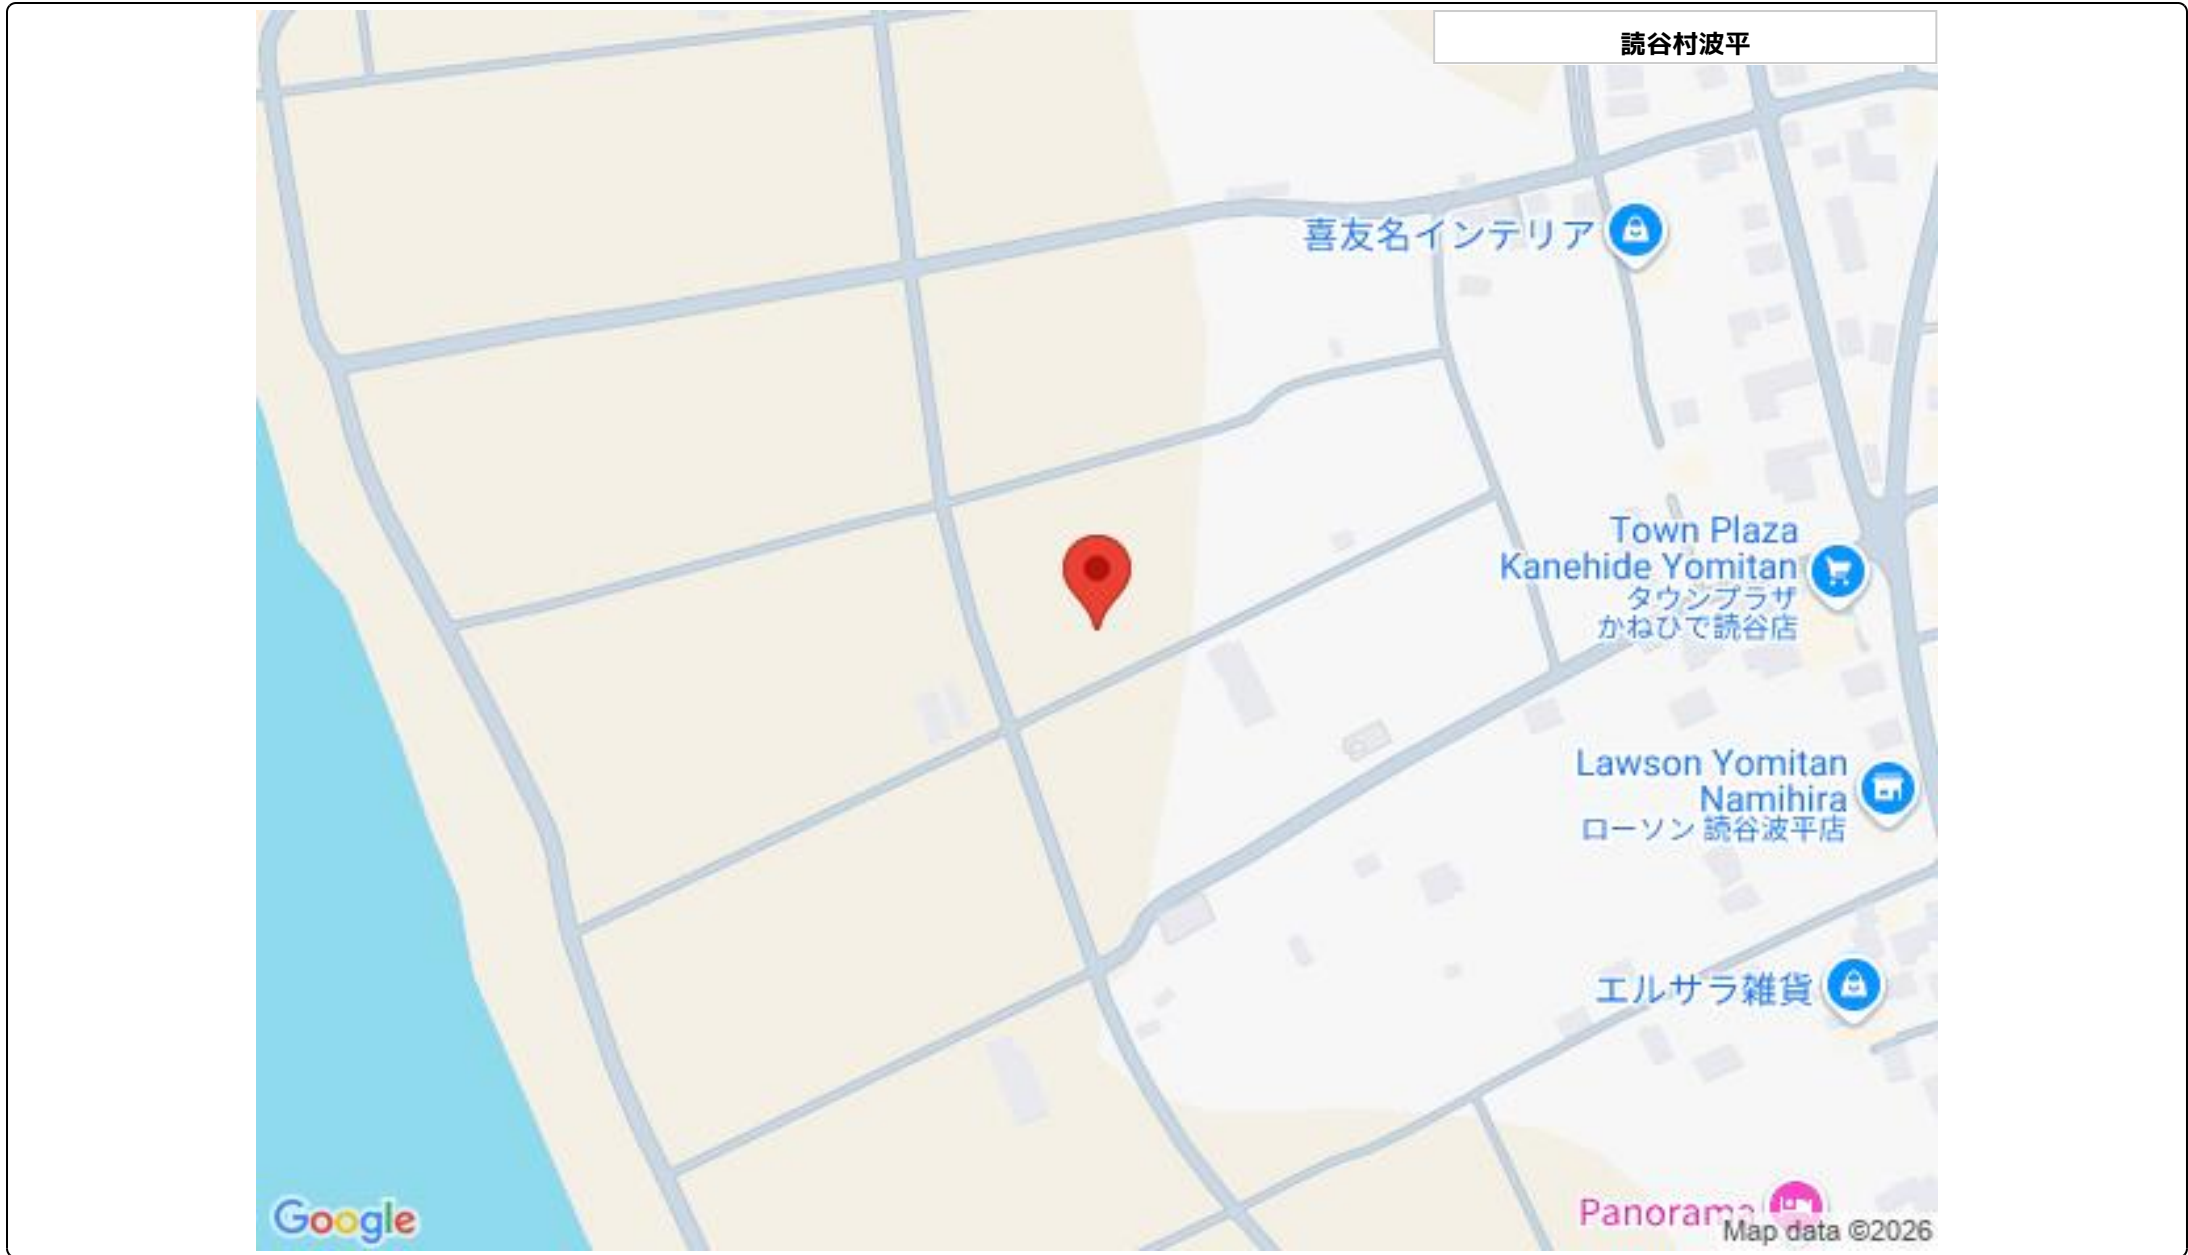 読谷村波平
喜友名インテリア
Town Plaza
Kanehide Yomitan
タウンプラザ
かねひで読谷店
Lawson Yomitan
Namihira
ローソン 読谷波平店
エルサラ雑貨
Panorama
Google
Map data ©2026